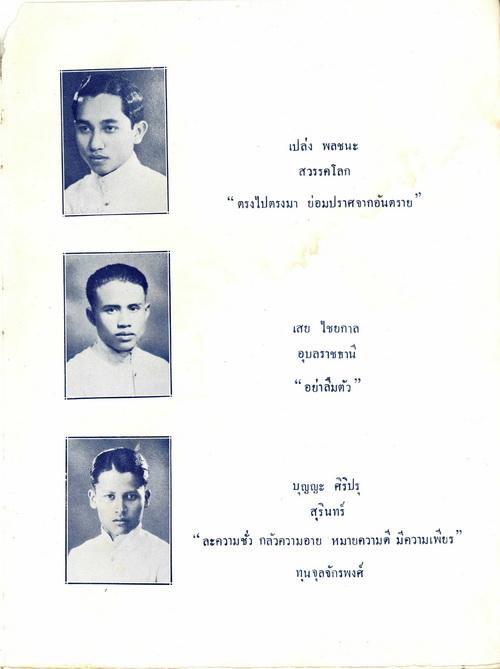 เปล่ง พลชนะ
สวรรคโลก
“ตรงไปตรงมา ย่อมปราศจากอันตราย”
เสย ไชยกาล
อุบลราชธานี
“อย่าลืมตัว”
บุญญะ ศิริปรุ
สุรินทร์
“ละความชั่ว กลัวความอาย หมายความดี มีความเพียร”
ทุนจุลจักรพงศ์